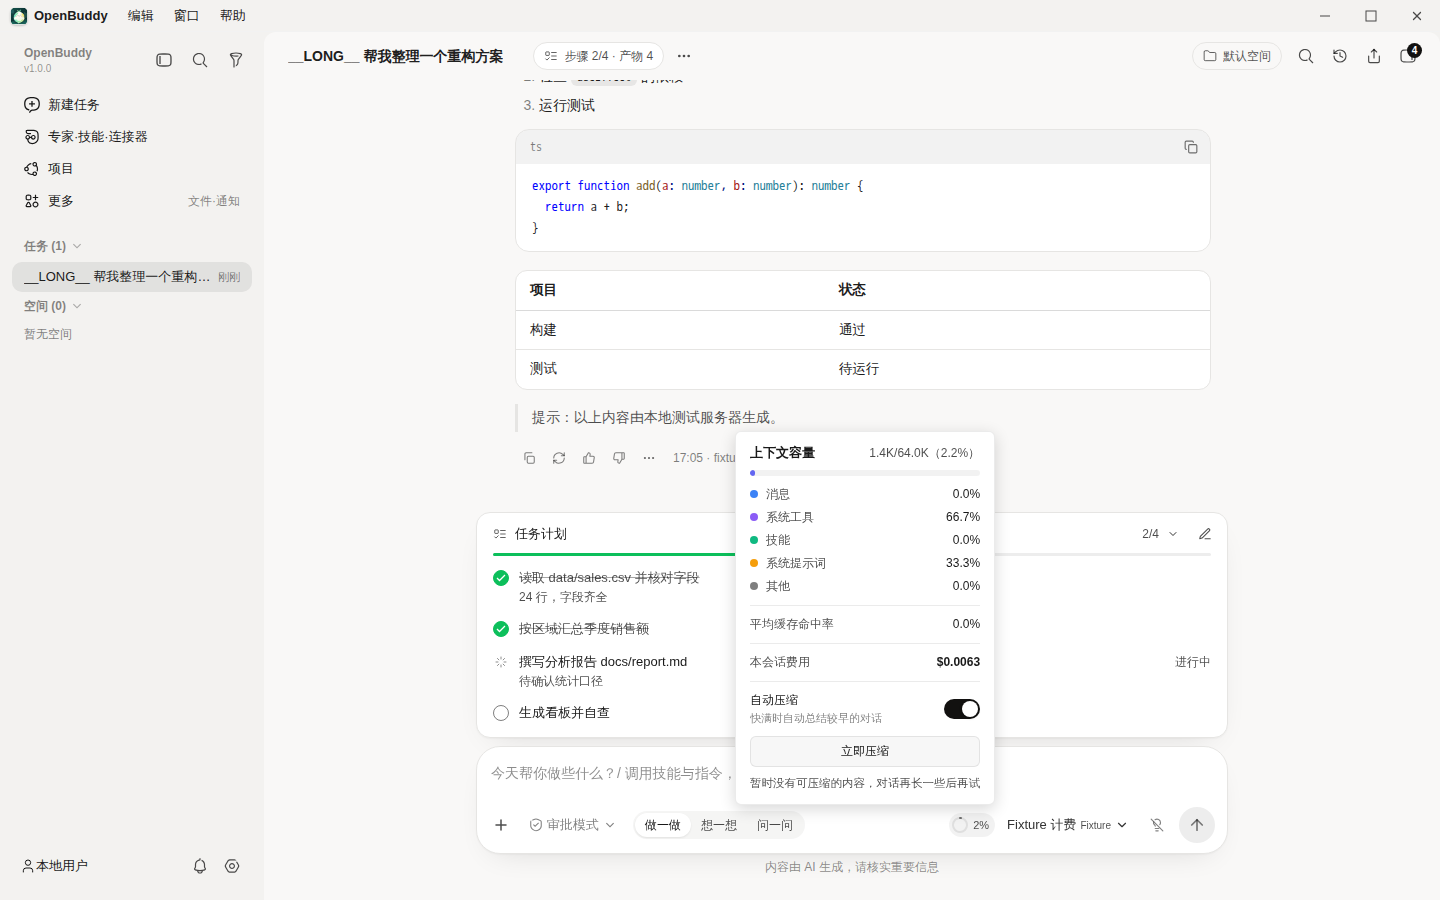 OpenBuddy 编辑 窗口 帮助
OpenBuddy
v1.0.0
新建任务
专家·技能·连接器
项目
更多 文件·通知
任务 (1)
__LONG__ 帮我整理一个重构… 刚刚
空间 (0)
暂无空间
本地用户
__LONG__ 帮我整理一个重构方案 步骤 2/4 · 产物 4 默认空间 4
3. 运行测试
ts
export function add(a: number, b: number): number {
return a + b;
}
项目 状态
构建 通过
测试 待运行
提示：以上内容由本地测试服务器生成。
17:05 · fixtu
任务计划 2/4
读取 data/sales.csv 并核对字段
24 行，字段齐全
按区域汇总季度销售额
撰写分析报告 docs/report.md 进行中
待确认统计口径
生成看板并自查
上下文容量 1.4K/64.0K（2.2%）
消息 0.0%
系统工具 66.7%
技能 0.0%
系统提示词 33.3%
其他 0.0%
平均缓存命中率 0.0%
本会话费用 $0.0063
自动压缩
快满时自动总结较早的对话
立即压缩
暂时没有可压缩的内容，对话再长一些后再试
今天帮你做些什么？/ 调用技能与指令，
审批模式 做一做 想一想 问一问 2% Fixture 计费 Fixture
内容由 AI 生成，请核实重要信息